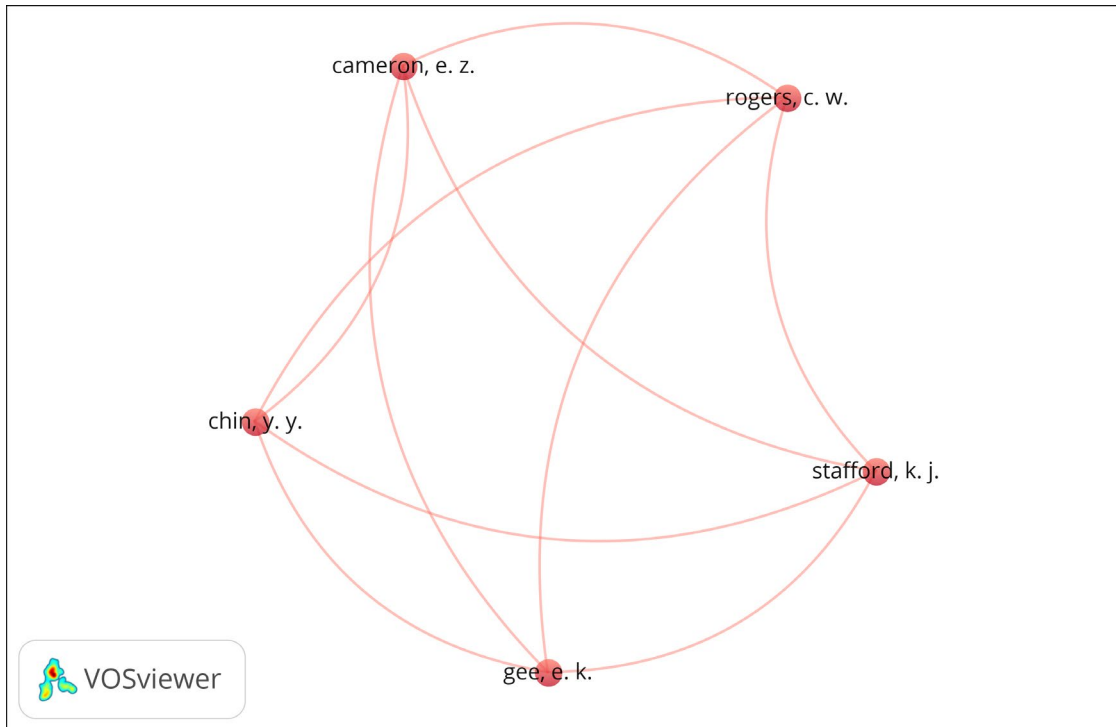 cameron, e. z.
rogers, c. w.
chin, y. y.
stafford, k. j.
gee, e. k.
VOSviewer